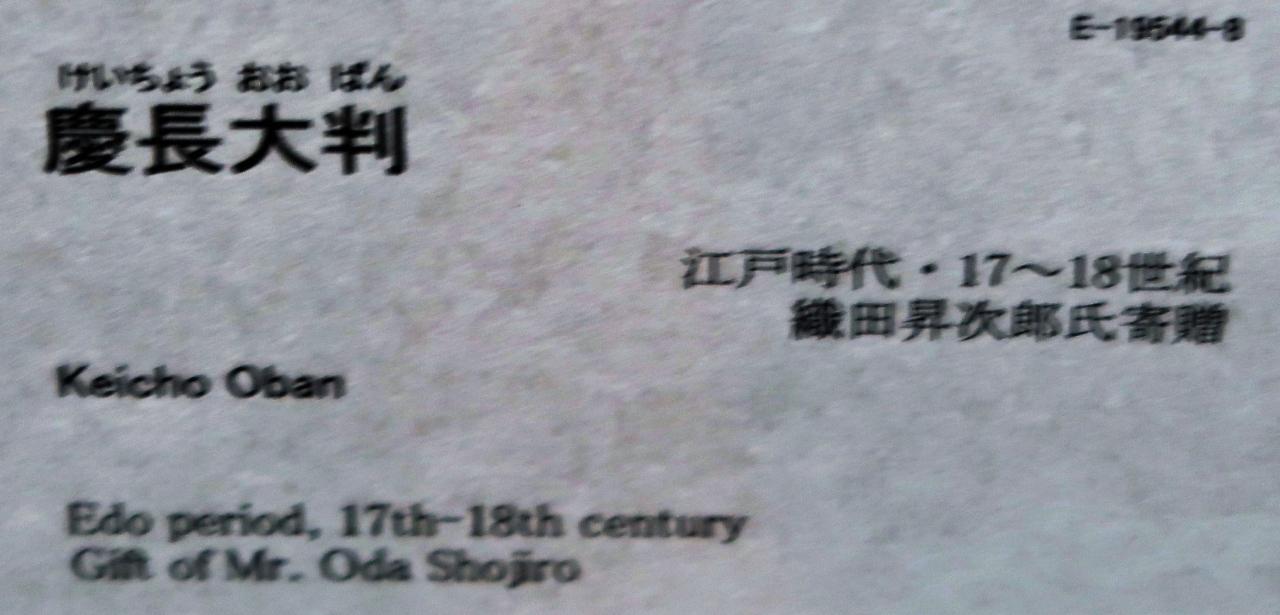 E-19544-8
けいちょう おお ばん
慶長大判
江戸時代・17～18世紀
織田昇次郎氏寄贈
Keicho Oban
Edo period, 17th-18th century
Gift of Mr. Oda Shojiro